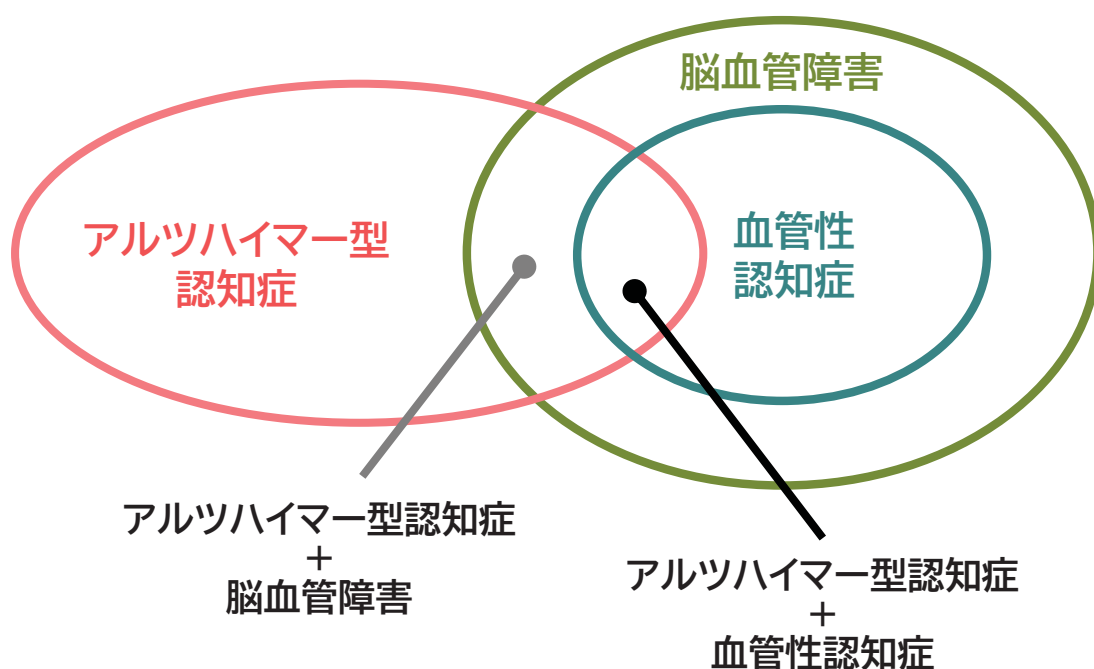 脳血管障害
アルツハイマー型
認知症
血管性
認知症
アルツハイマー型認知症
+
脳血管障害
アルツハイマー型認知症
+
血管性認知症